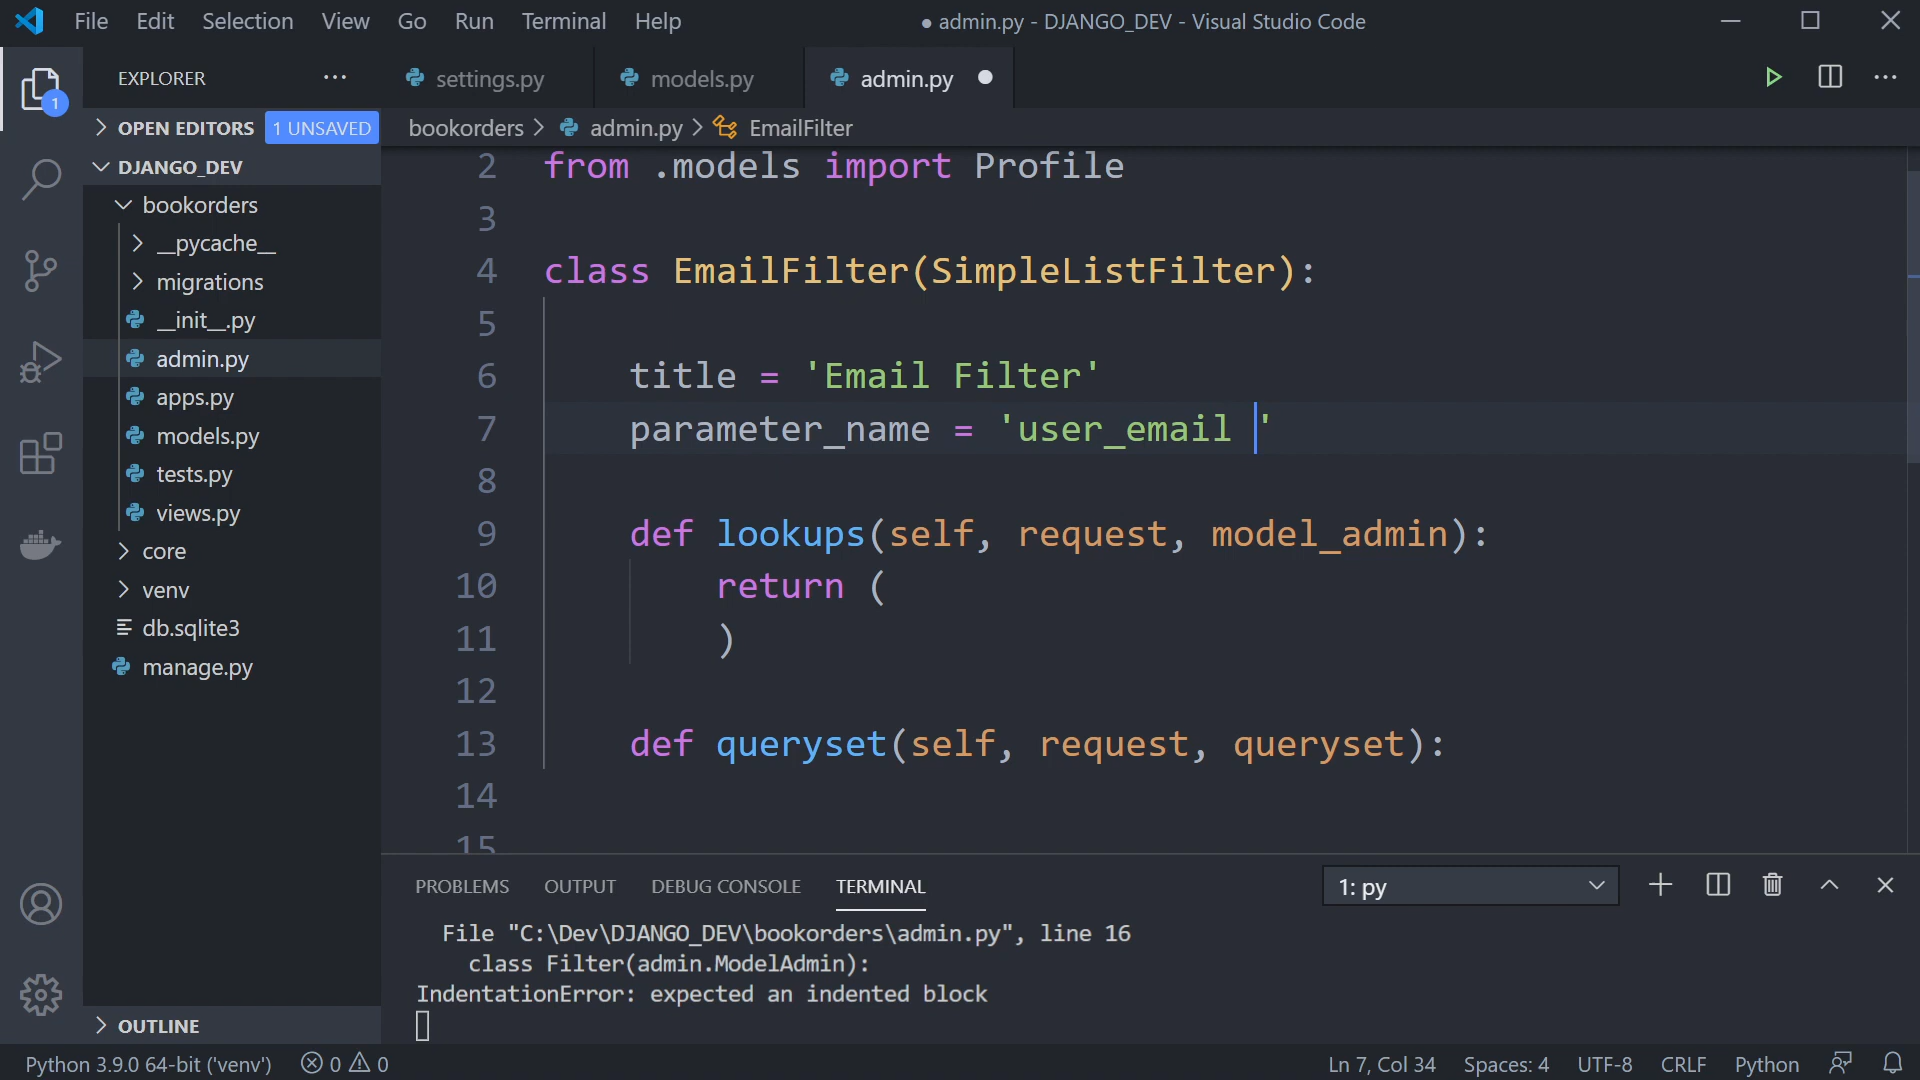 File Edit Selection View Go Run Terminal Help ● admin.py - DJANGO_DEV - Visual Studio Code
EXPLORER ··· settings.py models.py admin.py
1
OPEN EDITORS 1 UNSAVED bookorders > admin.py > EmailFilter
DJANGO_DEV
bookorders
__pycache__
migrations
__init__.py
admin.py
apps.py
models.py
tests.py
views.py
core
venv
db.sqlite3
manage.py
OUTLINE
2 from .models import Profile
3
4 class EmailFilter(SimpleListFilter):
5
6 title = 'Email Filter'
7 parameter_name = 'user_email '
8
9 def lookups(self, request, model_admin):
10 return (
11 )
12
13 def queryset(self, request, queryset):
14
15
PROBLEMS OUTPUT DEBUG CONSOLE TERMINAL 1: py
File "C:\Dev\DJANGO_DEV\bookorders\admin.py", line 16
class Filter(admin.ModelAdmin):
IndentationError: expected an indented block
Python 3.9.0 64-bit ('venv') 0 0 Ln 7, Col 34 Spaces: 4 UTF-8 CRLF Python